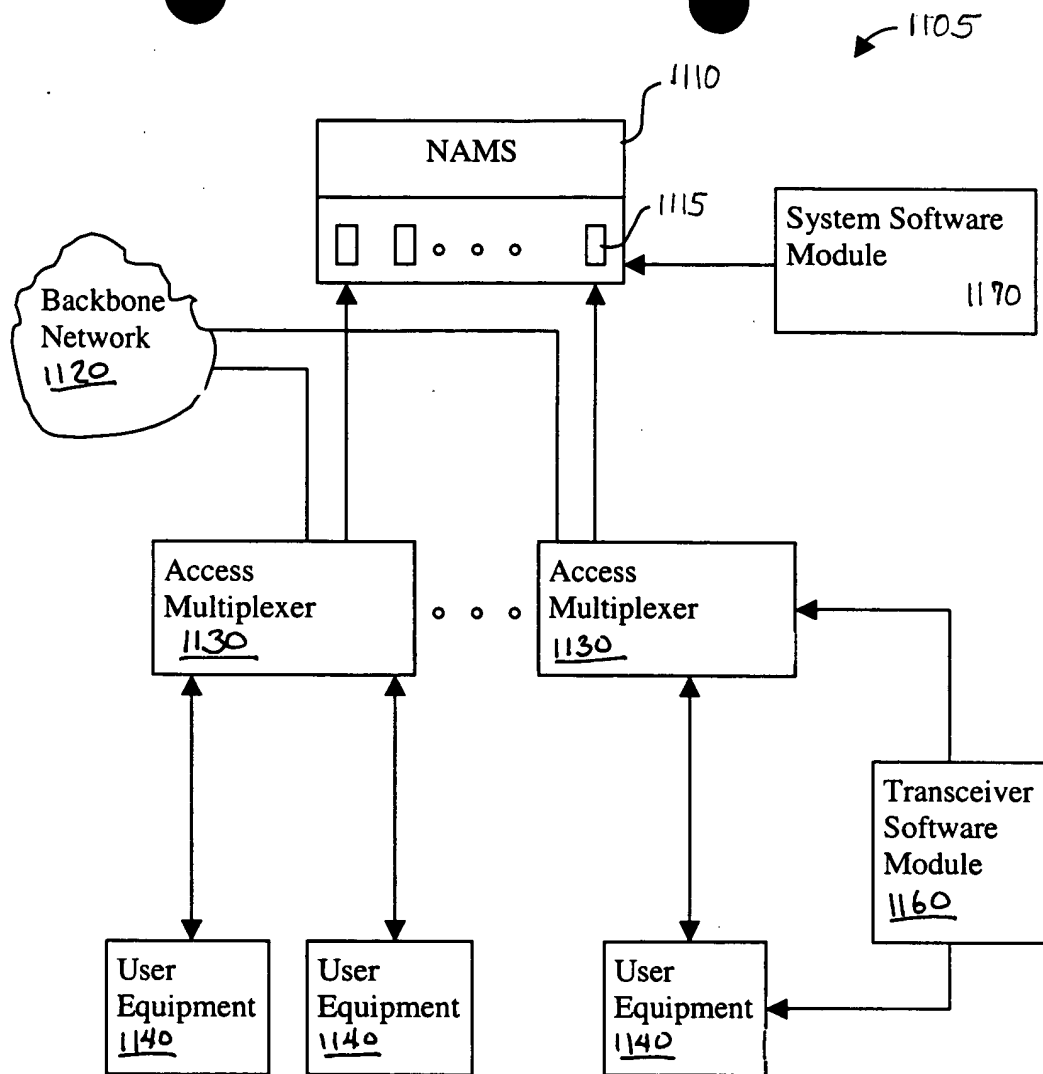 1105
1110
NAMS
1115
System Software
Module
1170
Backbone
Network
1120
Access
Multiplexer
1130
Access
Multiplexer
1130
Transceiver
Software
Module
1160
User
Equipment
1140
User
Equipment
1140
User
Equipment
1140